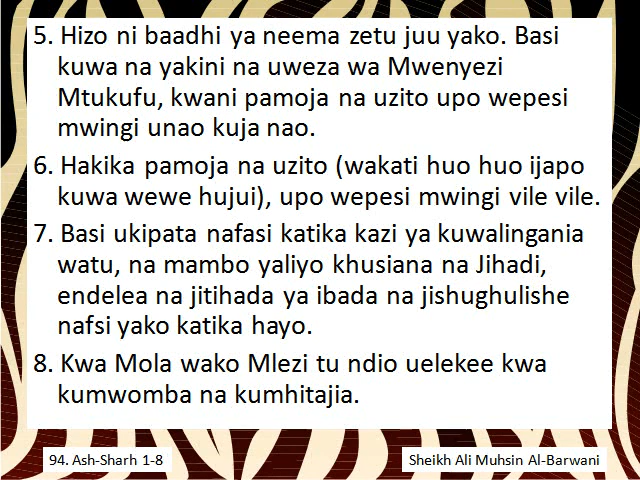 5. Hizo ni baadhi ya neema zetu juu yako. Basi
kuwa na yakini na uweza wa Mwenyezi
Mtukufu, kwani pamoja na uzito upo wepesi
mwingi unao kuja nao.
6. Hakika pamoja na uzito (wakati huo huo ijapo
kuwa wewe hujui), upo wepesi mwingi vile vile.
7. Basi ukipata nafasi katika kazi ya kuwalingania
watu, na mambo yaliyo khusiana na Jihadi,
endelea na jitihada ya ibada na jishughulishe
nafsi yako katika hayo.
8. Kwa Mola wako Mlezi tu ndio uelekee kwa
kumwomba na kumhitajia.
94. Ash-Sharh 1-8
Sheikh Ali Muhsin Al-Barwani